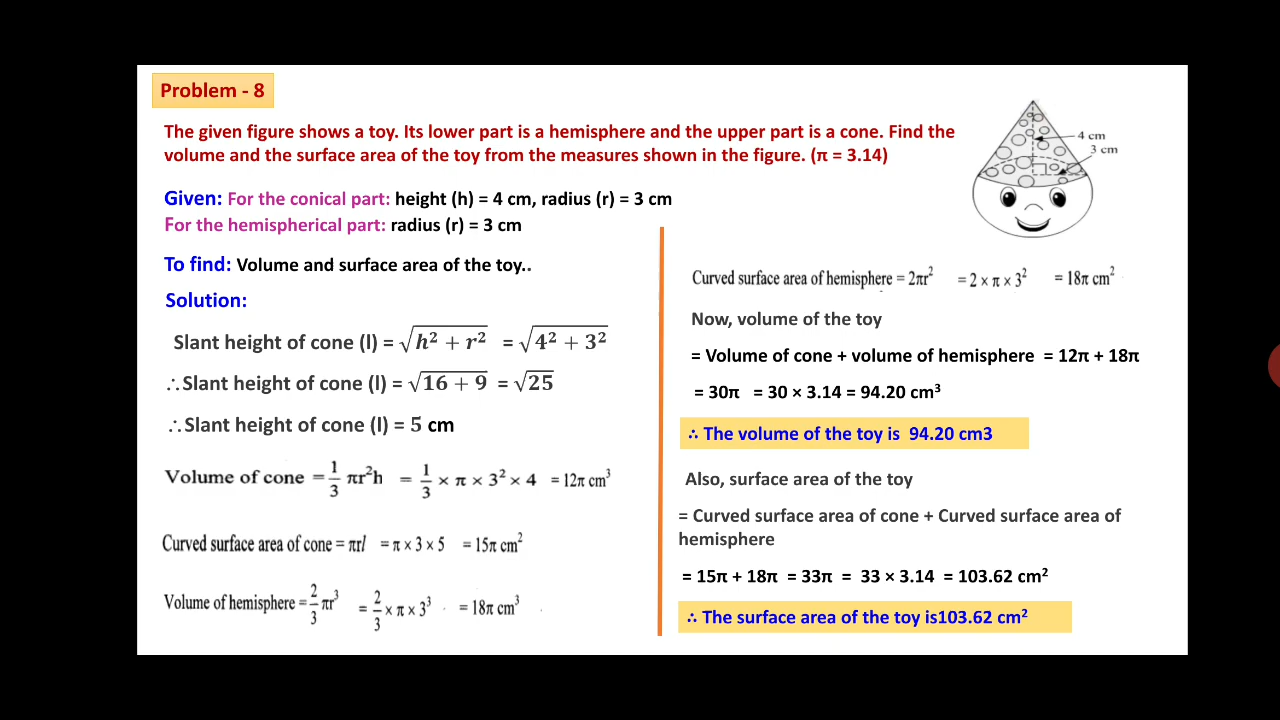 Problem - 8
The given figure shows a toy. Its lower part is a hemisphere and the upper part is a cone. Find the
volume and the surface area of the toy from the measures shown in the figure. (π = 3.14)
4 cm
3 cm
Given: For the conical part: height (h) = 4 cm, radius (r) = 3 cm
For the hemispherical part: radius (r) = 3 cm
To find: Volume and surface area of the toy..
Solution:
Slant height of cone (l) = √(h² + r²) = √(4² + 3²)
∴Slant height of cone (l) = √(16 + 9) = √25
∴Slant height of cone (l) = 5 cm
Volume of cone = 1/3 πr²h = 1/3 × π × 3² × 4 = 12π cm³
Curved surface area of cone = πrl = π × 3 × 5 = 15π cm²
Volume of hemisphere = 2/3 πr³ = 2/3 × π × 3³ = 18π cm³
Curved surface area of hemisphere = 2πr² = 2 × π × 3² = 18π cm²
Now, volume of the toy
= Volume of cone + volume of hemisphere = 12π + 18π
= 30π = 30 × 3.14 = 94.20 cm³
∴ The volume of the toy is 94.20 cm3
Also, surface area of the toy
= Curved surface area of cone + Curved surface area of
hemisphere
= 15π + 18π = 33π = 33 × 3.14 = 103.62 cm²
∴ The surface area of the toy is103.62 cm²